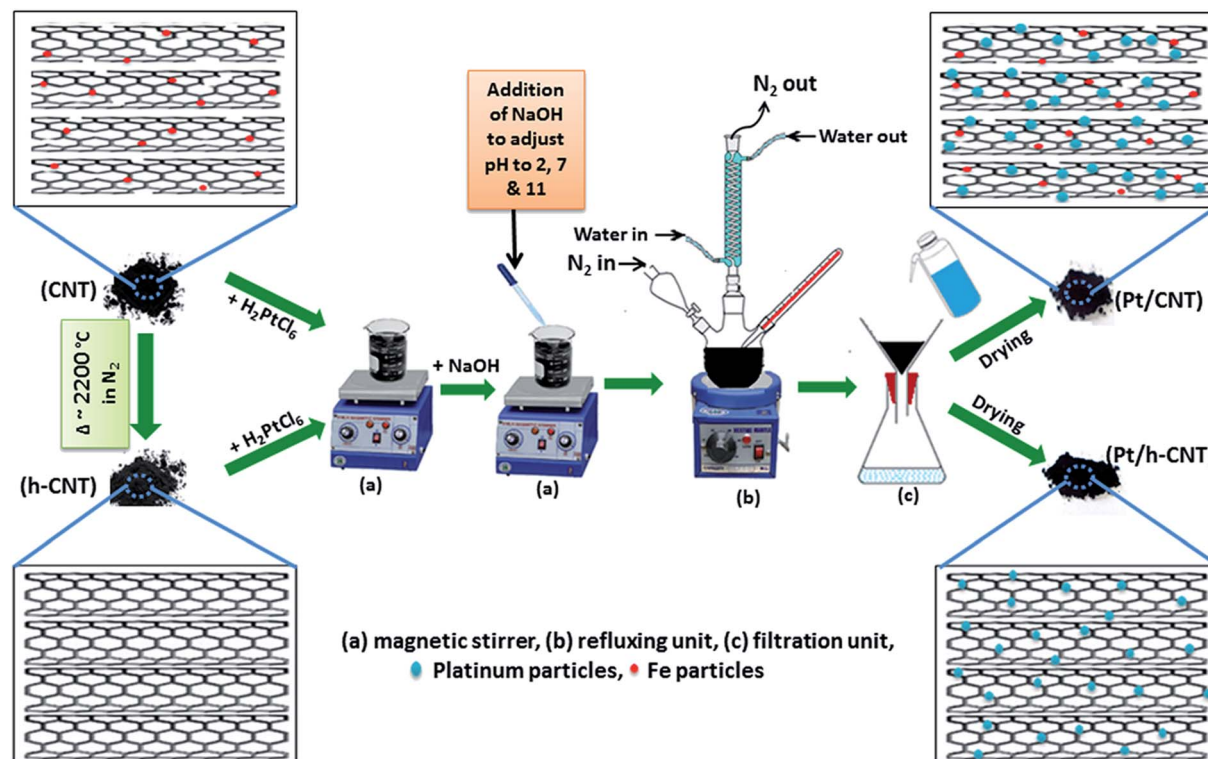 Addition
of NaOH
to adjust
pH to 2, 7
& 11
N₂ out
Water out
Water in
N₂ in
(CNT)
+ H₂PtCl₆
Δ ~ 2200 °C
in N₂
+ H₂PtCl₆
(h-CNT)
+ NaOH
(a)
(a)
(b)
(c)
Drying
(Pt/CNT)
Drying
(Pt/h-CNT
(a) magnetic stirrer, (b) refluxing unit, (c) filtration unit,
Platinum particles, Fe particles